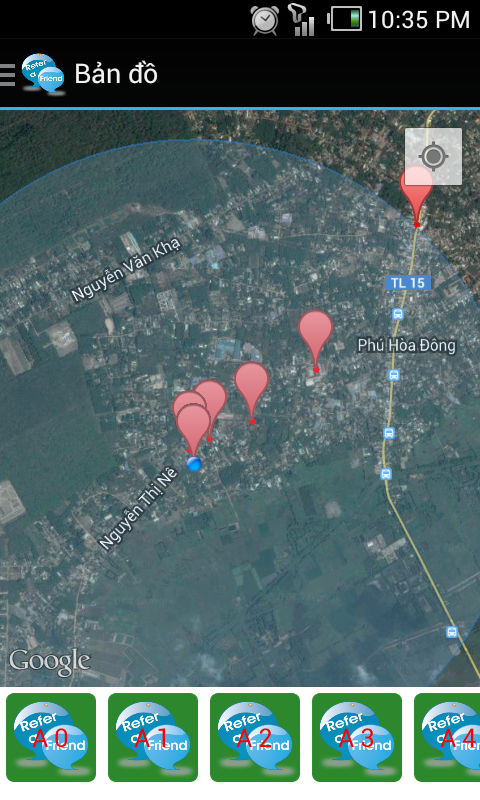 10:35 PM
Refer a Friend
Bản đồ
Nguyễn Văn Khạ
TL 15
Phú Hòa Đông
Nguyễn Thị Nê
Google
Refer a Friend A 0
Refer a Friend A 1
Refer a Friend A 2
Refer a Friend A 3
Refer Friend A 4